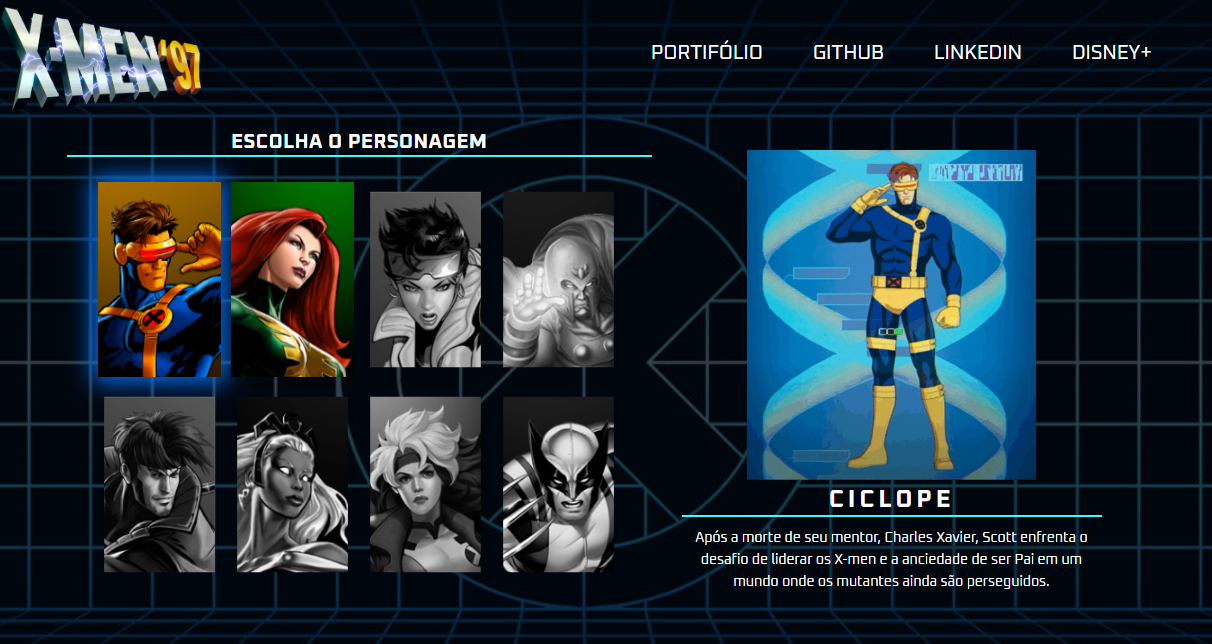 X-MEN '97
PORTIFÓLIO GITHUB LINKEDIN DISNEY+
ESCOLHA O PERSONAGEM
CICLOPE
Após a morte de seu mentor, Charles Xavier, Scott enfrenta o
desafio de liderar os X-men e a anciedade de ser Pai em um
mundo onde os mutantes ainda são perseguidos.